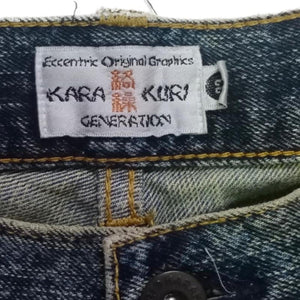 Eccentric Original Graphics
KARA 絡繰 KURI
GENERATION